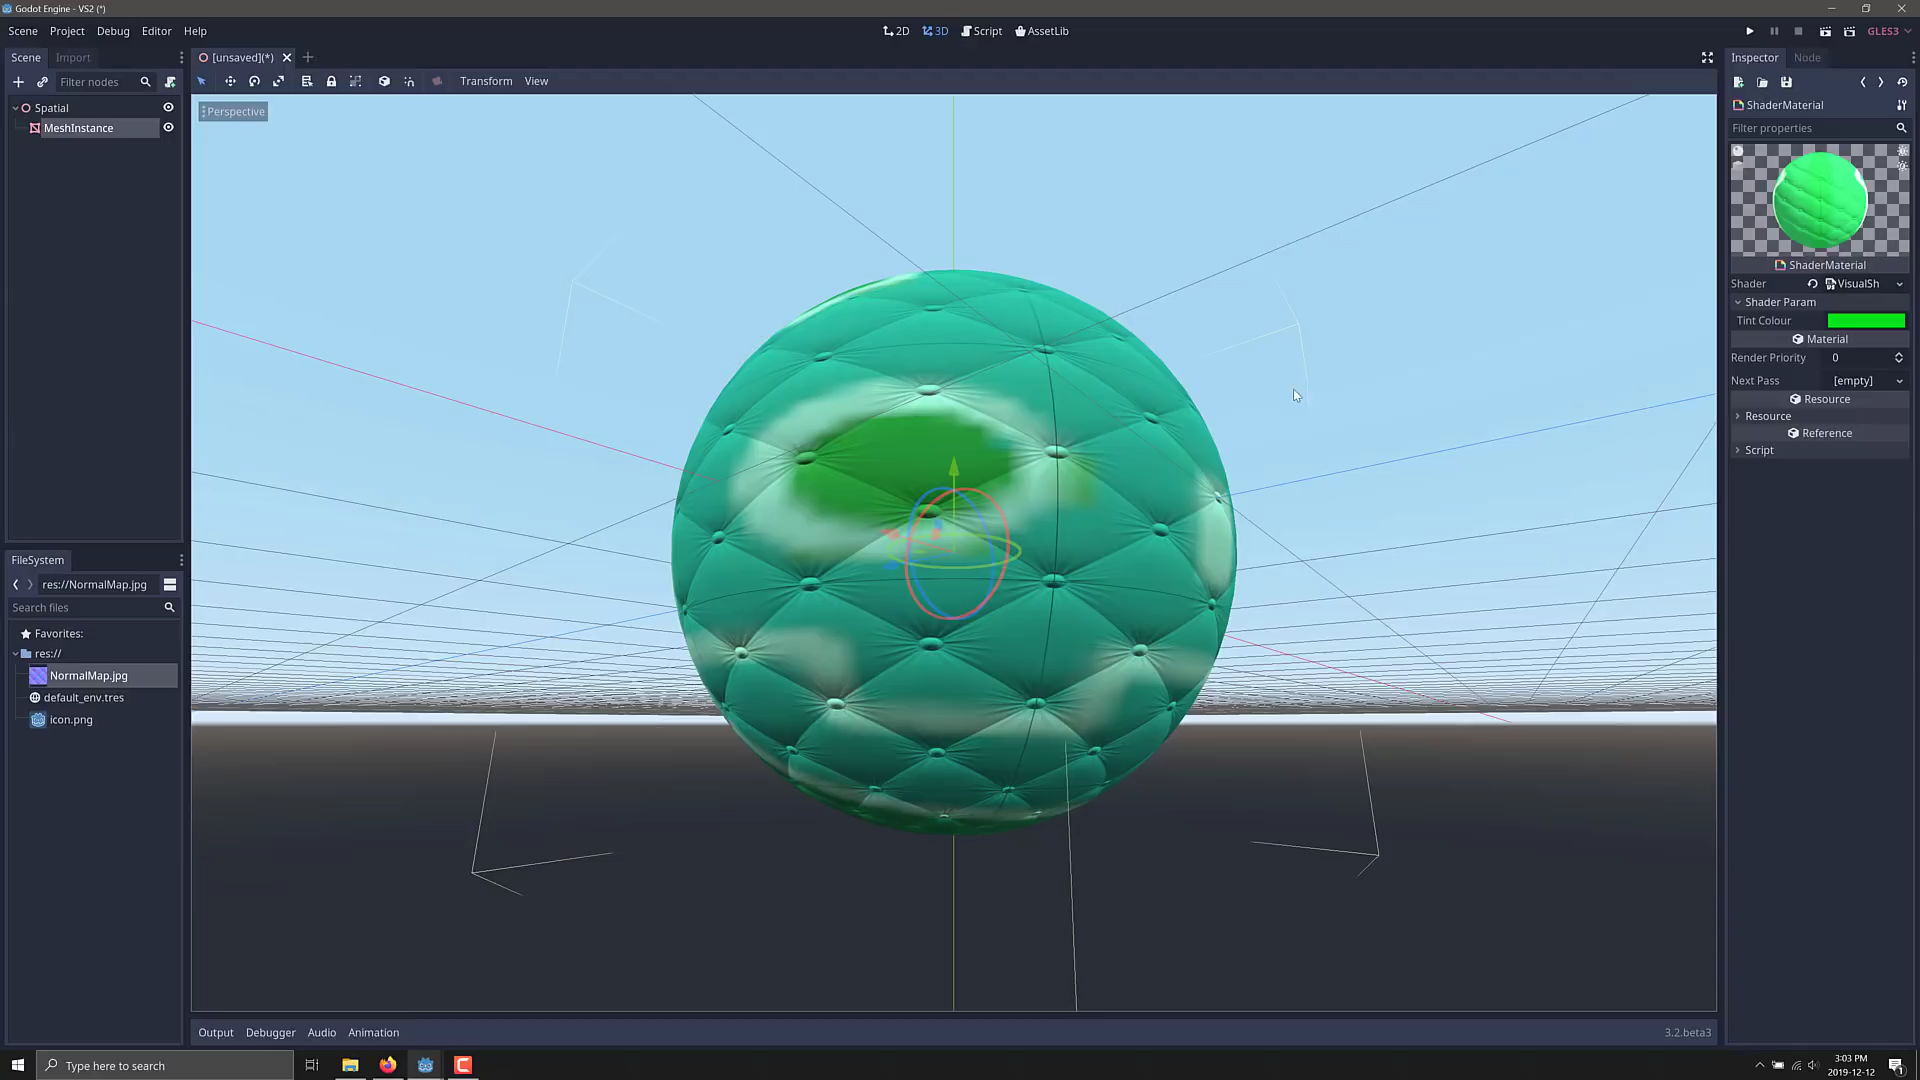 Godot Engine - VS2 (*)
Scene Project Debug Editor Help
2D 3D Script AssetLib
GLES3
Scene Import
[unsaved](*)
Inspector Node
Filter nodes
Transform View
Spatial
MeshInstance
Perspective
ShaderMaterial
Filter properties
ShaderMaterial
Shader VisualSh
Shader Param
Tint Colour
Material
Render Priority 0
Next Pass [empty]
Resource
Resource
Reference
Script
FileSystem
res://NormalMap.jpg
Search files
Favorites:
res://
NormalMap.jpg
default_env.tres
icon.png
Output Debugger Audio Animation
3.2.beta3
Type here to search
3:03 PM
2019-12-12
1